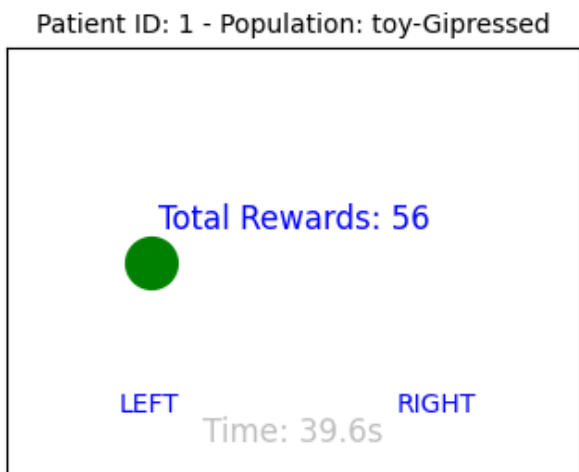 Patient ID: 1 - Population: toy-Gipressed
Total Rewards: 56
LEFT RIGHT
Time: 39.6s